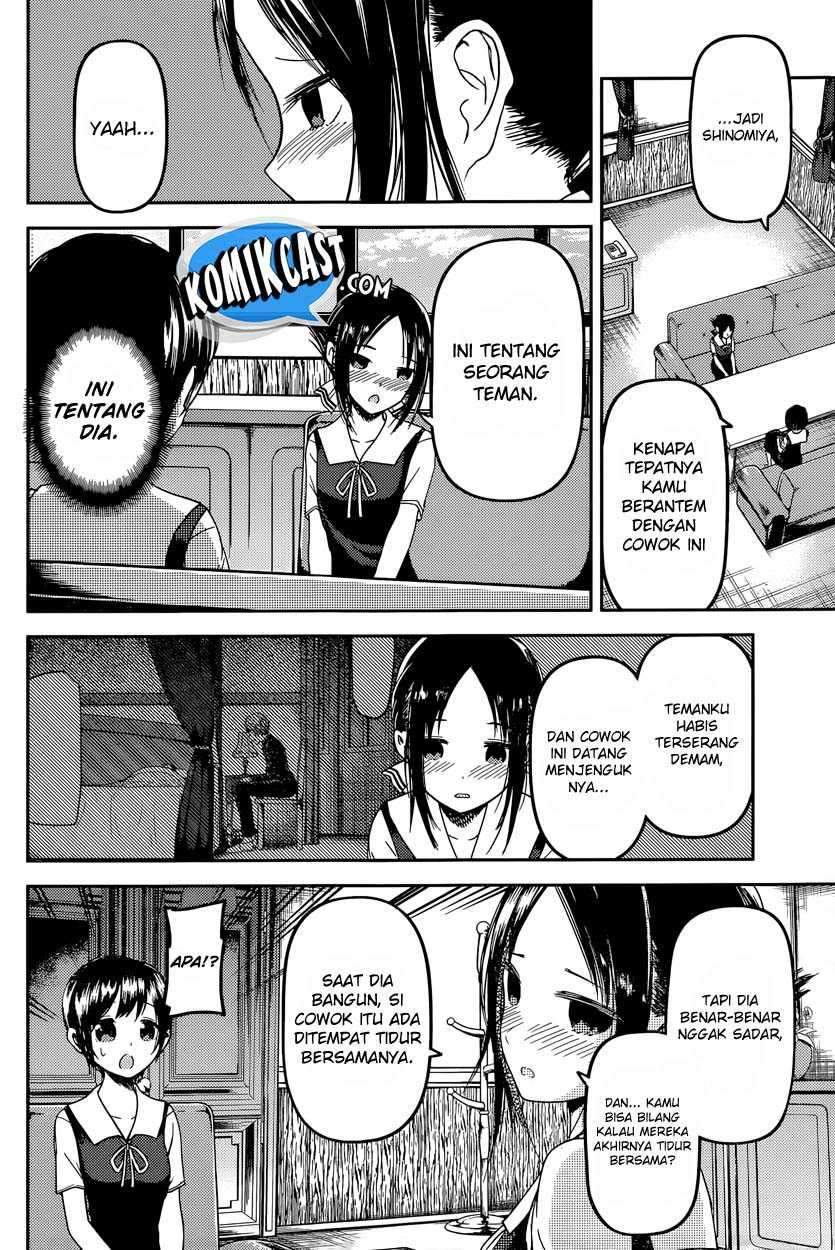 ...JADI
SHINOMIYA,
KENAPA
TEPATNYA
KAMU
BERANTEM
DENGAN
COWOK INI
YAAH...
INI TENTANG
SEORANG
TEMAN.
INI
TENTANG
DIA.
KOMIKCAST
.COM
TEMANKU
HABIS
TERSERANG
DEMAM,
DAN COWOK
INI DATANG
MENJENGUK
NYA...
TAPI DIA
BENAR-BENAR
NGGAK SADAR,
DAN... KAMU
BISA BILANG
KALAU MEREKA
AKHIRNYA TIDUR
BERSAMA?
SAAT DIA
BANGUN, SI
COWOK ITU ADA
DITEMPAT TIDUR
BERSAMANYA.
APA!?